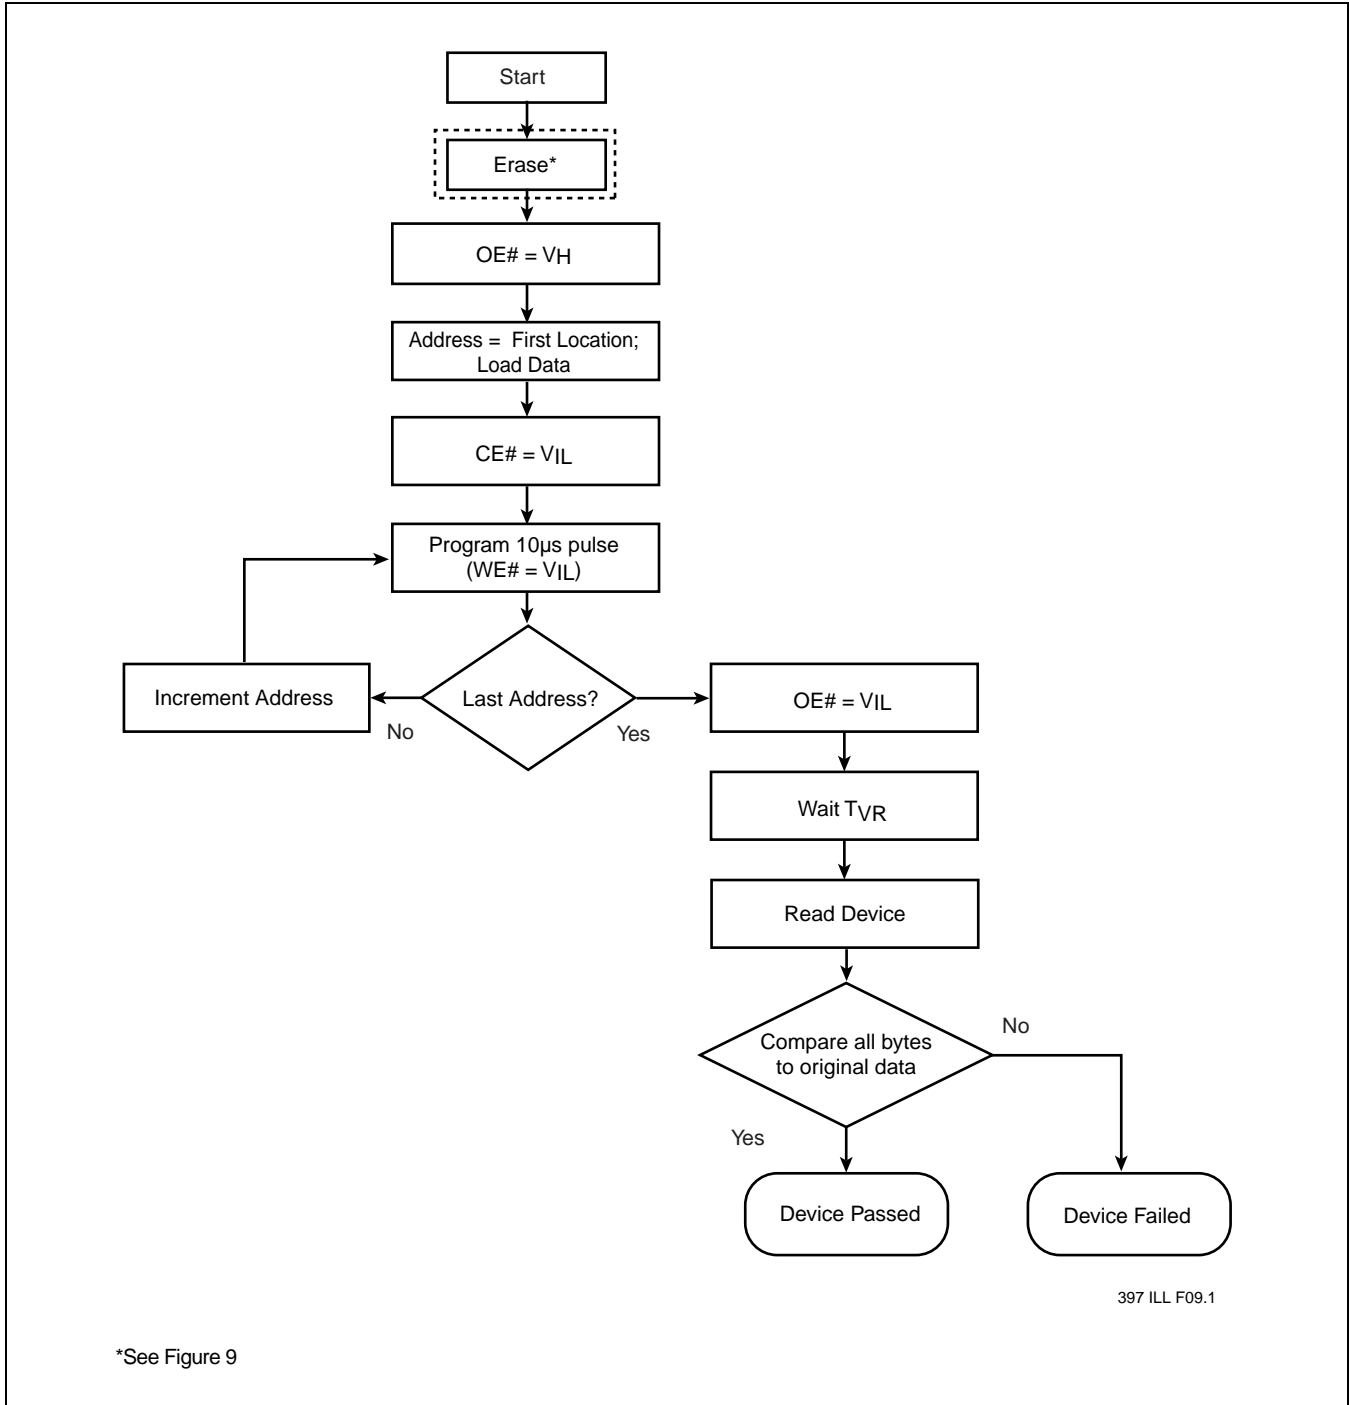 Start
Erase*
OE# = VH
Address =  First Location;
Load Data
CE# = VIL
Program 10µs pulse
(WE# = VIL)
Increment Address
Last Address?
OE# = VIL
No
Yes
Wait TVR
Read Device
Compare all bytes
to original data
No
Yes
Device Passed
Device Failed
397 ILL F09.1
*See Figure 9